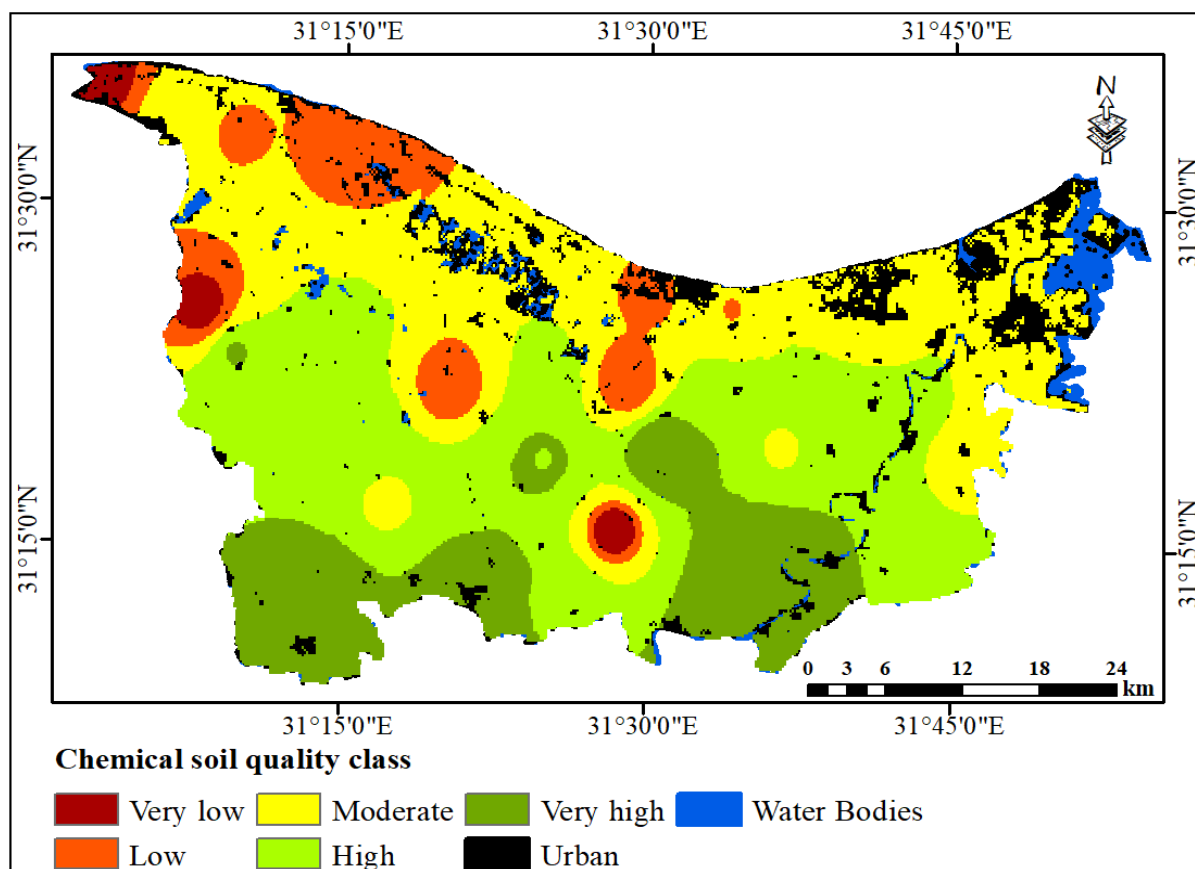 31°15'0"E 31°30'0"E 31°45'0"E
N
31°30'0"N 31°30'0"N
31°15'0"N 31°15'0"N
0 3 6 12 18 24
km
31°15'0"E 31°30'0"E 31°45'0"E
Chemical soil quality class
Very low Moderate Very high Water Bodies
Low High Urban